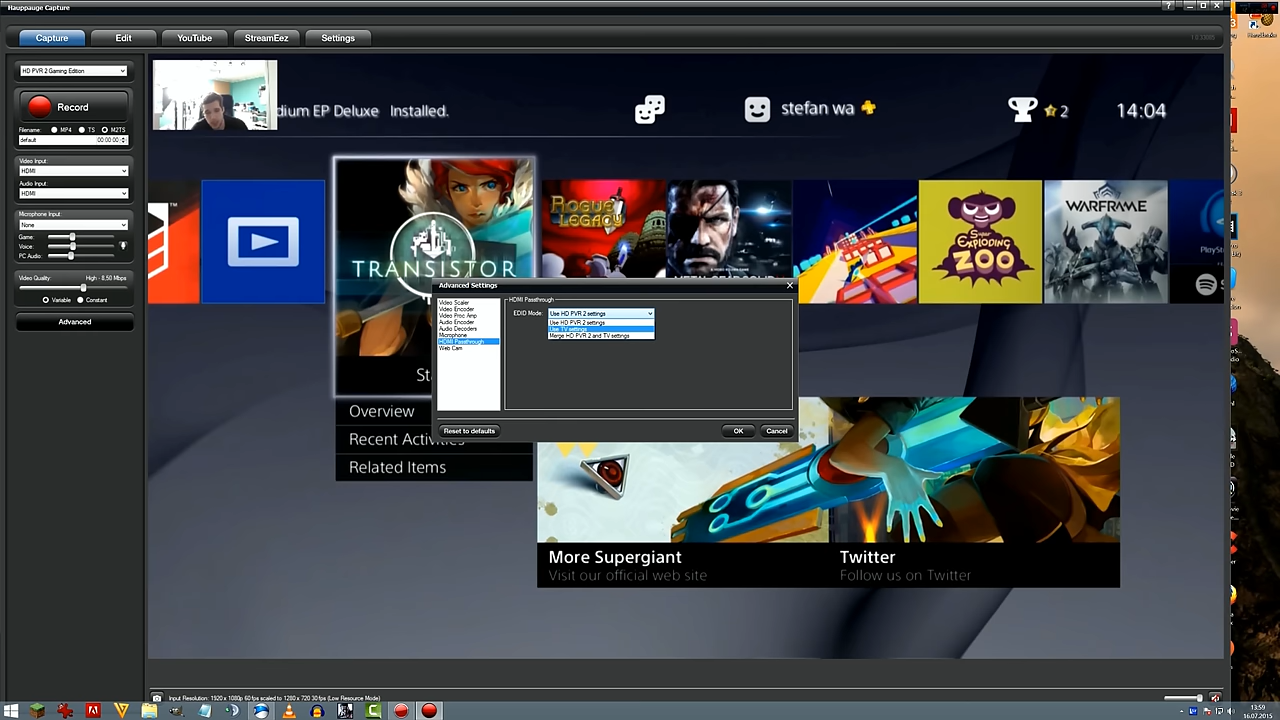 Hauppauge Capture
Capture
Edit
YouTube
StreamEez
Settings
HD PVR 2 Gaming Edition
Record
Filename:
MP4
TS
M2TS
default
00:00:00
Video Input:
HDMI
Audio Input:
HDMI
Microphone Input:
None
Game:
Voice:
PC Audio:
Video Quality:
High - 8,50 Mbps
Variable
Constant
Advanced
dium EP Deluxe Installed.
stefan wa
2
14:04
TRANSISTOR
ROGUE LEGACY
SUPER EXPLODING ZOO
WARFRAME
Overview
Recent Activi
Related Items
More Supergiant
Visit our official web site
Twitter
Follow us on Twitter
Advanced Settings
Video Scaler
Video Encoder
Video Proc Amp
Audio Encoder
Audio Decoders
Microphone
HDMI Passthrough
Web Cam
HDMI Passthrough
EDID Mode:
Use HD PVR 2 settings
Use HD PVR 2 settings
Use TV settings
Merge HD PVR 2 and TV settings
Reset to defaults
OK
Cancel
Input Resolution: 1920 x 1080p 60 fps scaled to 1280 x 720 30 fps (Low Resource Mode)
13:59
16.07.2015